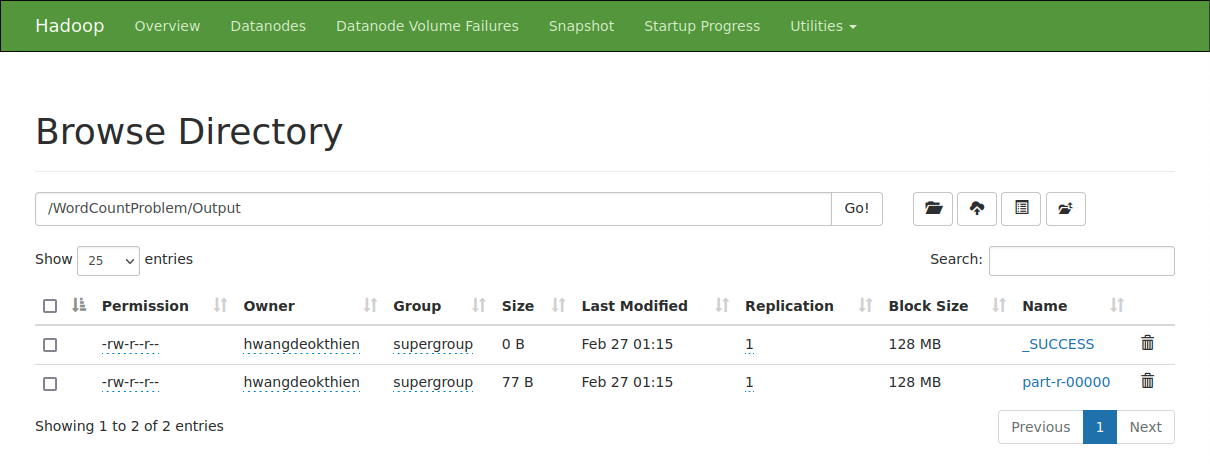 Hadoop Overview Datanodes Datanode Volume Failures Snapshot Startup Progress Utilities
Browse Directory
/WordCountProblem/Output Go!
Show 25 entries Search:
Permission Owner Group Size Last Modified Replication Block Size Name
-rw-r--r-- hwangdeokthien supergroup 0 B Feb 27 01:15 1 128 MB _SUCCESS
-rw-r--r-- hwangdeokthien supergroup 77 B Feb 27 01:15 1 128 MB part-r-00000
Showing 1 to 2 of 2 entries Previous 1 Next